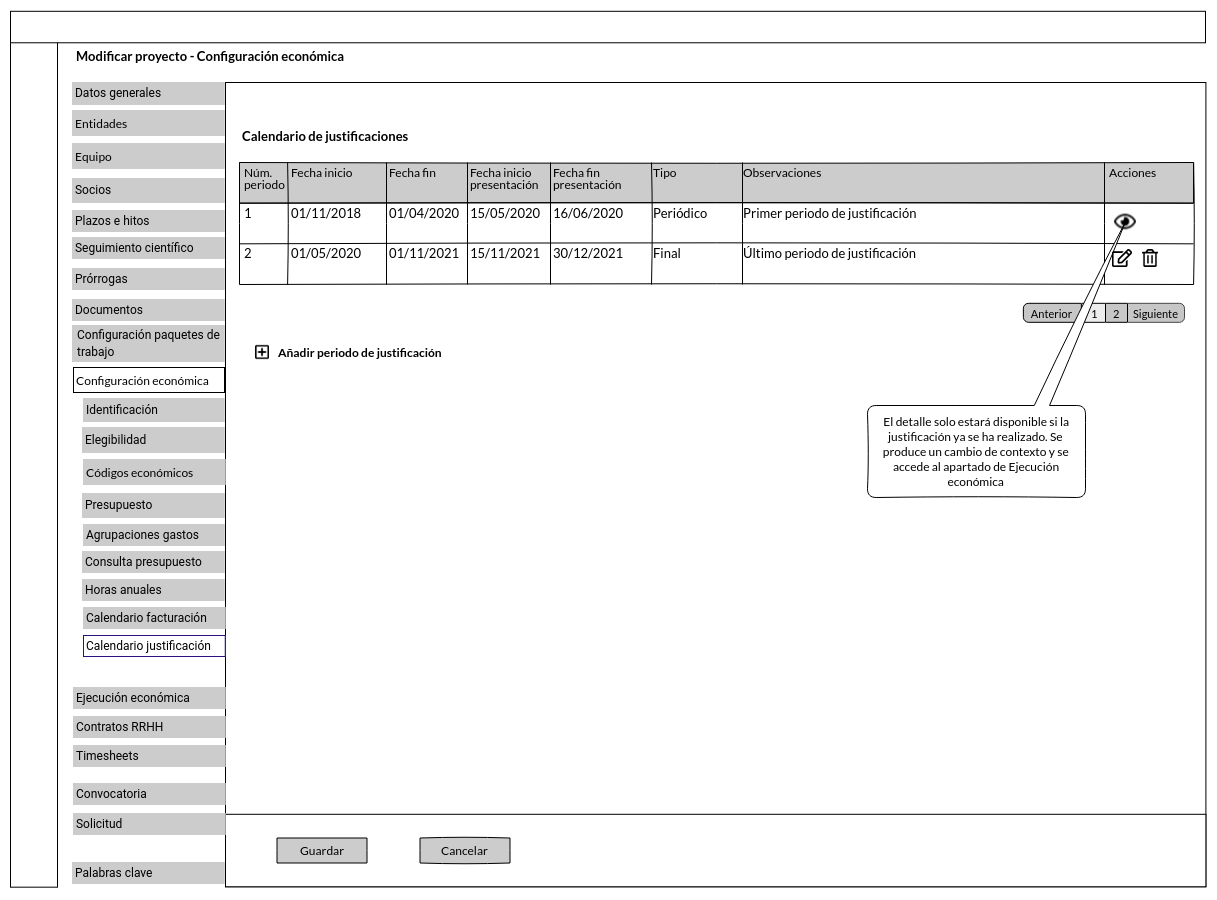 Modificar proyecto - Configuración económica
Datos generales
Entidades
Equipo
Socios
Plazos e hitos
Seguimiento científico
Prórrogas
Documentos
Configuración paquetes de
trabajo
Configuración económica
Identificación
Elegibilidad
Códigos económicos
Presupuesto
Agrupaciones gastos
Consulta presupuesto
Horas anuales
Calendario facturación
Calendario justificación
Ejecución económica
Contratos RRHH
Timesheets
Convocatoria
Solicitud
Palabras clave
Calendario de justificaciones
Núm. periodo Fecha inicio Fecha fin Fecha inicio presentación Fecha fin presentación Tipo Observaciones Acciones
1 01/11/2018 01/04/2020 15/05/2020 16/06/2020 Periódico Primer periodo de justificación
2 01/05/2020 01/11/2021 15/11/2021 30/12/2021 Final Último periodo de justificación
Anterior 1 2 Siguiente
Añadir periodo de justificación
El detalle solo estará disponible si la
justificación ya se ha realizado. Se
produce un cambio de contexto y se
accede al apartado de Ejecución
económica
Guardar Cancelar